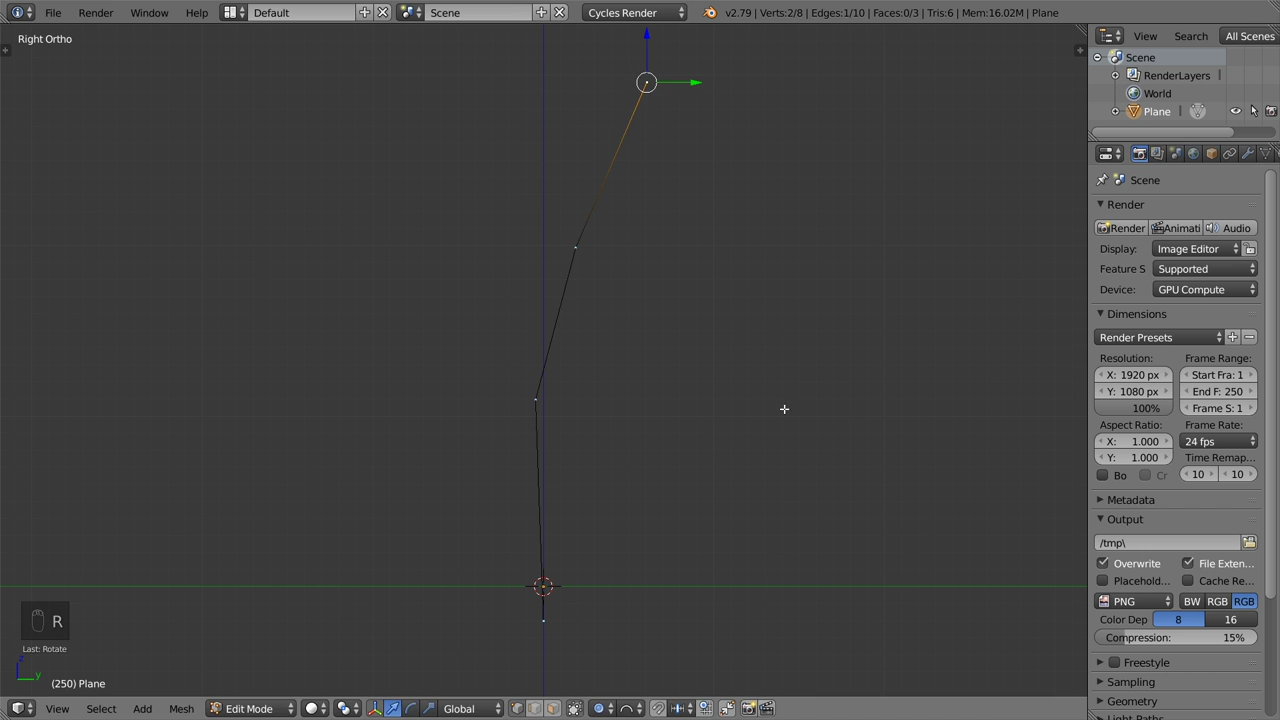 File Render Window Help Default Scene Cycles Render v2.79 | Verts:2/8 | Edges:1/10 | Faces:0/3 | Tris:6 | Mem:16.02M | Plane
Right Ortho
View Search All Scenes
Scene
RenderLayers
World
Plane
Scene
Render
Render Animati Audio
Display: Image Editor
Feature S Supported
Device: GPU Compute
Dimensions
Render Presets
Resolution: Frame Range:
X: 1920 px Start Fra: 1
Y: 1080 px End F: 250
100% Frame S: 1
Aspect Ratio: Frame Rate:
X: 1.000 24 fps
Y: 1.000 Time Remap...
Bo Cr 10 10
Metadata
Output
/tmp\
Overwrite File Exten...
Placehold... Cache Re...
PNG BW RGB RGB
Color Dep 8 16
Compression: 15%
Freestyle
Sampling
Geometry
Light Paths
R
Last: Rotate
z
y
(250) Plane
View Select Add Mesh Edit Mode Global